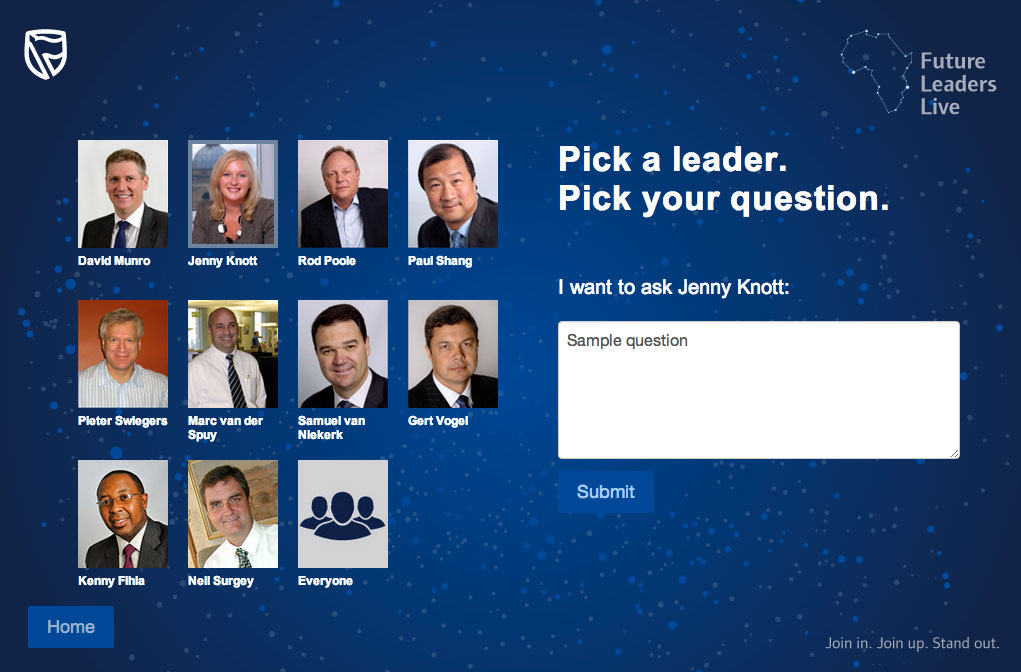 Future
Leaders
Live
Pick a leader.
Pick your question.
David Munro
Jenny Knott
Rod Poole
Paul Shang
I want to ask Jenny Knott:
Sample question
Pieter Swiegers
Marc van der
Spuy
Samuel van
Niekerk
Gert Vogel
Submit
Kenny Fihla
Neil Surgey
Everyone
Home
Join in. Join up. Stand out.